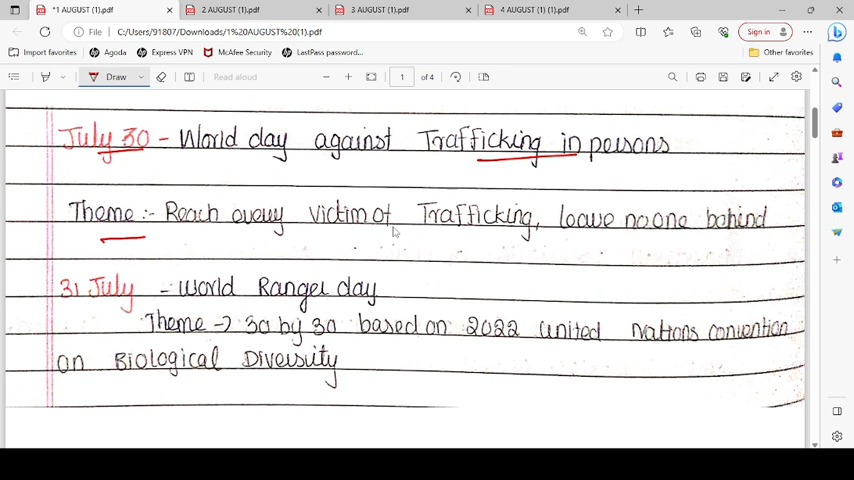 *1 AUGUST (1).pdf
2 AUGUST (1).pdf
3 AUGUST (1).pdf
4 AUGUST (1).pdf
File
C:/Users/91807/Downloads/1%20AUGUST%20(1).pdf
Sign in
Import favorites
Agoda
Express VPN
McAfee Security
LastPass password...
Other favorites
Draw
Read aloud
1
of 4
July 30 - World day against Trafficking in persons
Theme :- Reach every victim of Trafficking, leave no one behind
31 July - World Ranger day
Theme → 30 by 30 based on 2022 United Nations convention
on Biological Diversity